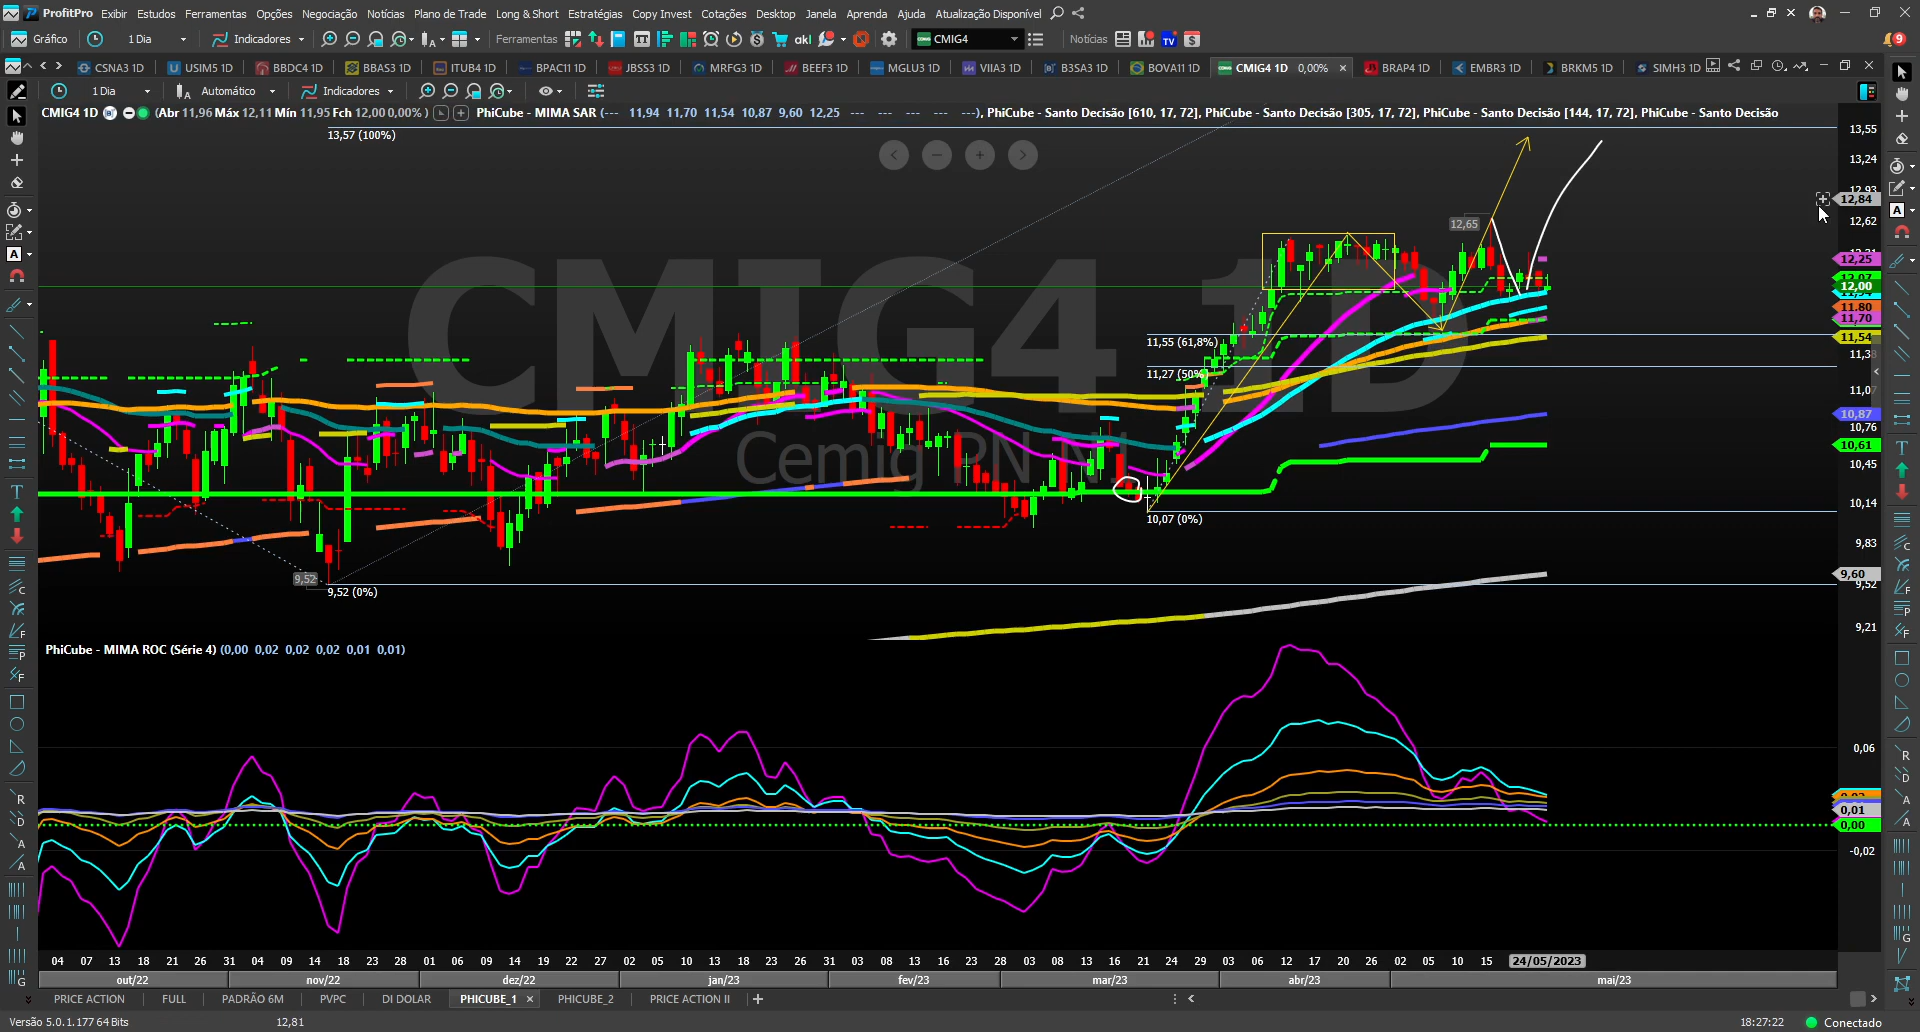 ProfitPro Exibir Estudos Ferramentas Opções Negociação Notícias Plano de Trade Long & Short Estratégias Copy Invest Cotações Desktop Janela Aprenda Ajuda Atualização Disponível
Gráfico 1 Dia Indicadores Ferramentas akl CMIG4 Notícias TV 9
CSNA3 1D USIM5 1D BBDC4 1D BBAS3 1D ITUB4 1D BPAC11 1D JBSS3 1D MRFG3 1D BEEF3 1D MGLU3 1D VIIA3 1D B3SA3 1D BOVA11 1D CMIG4 1D 0,00% BRAP4 1D EMBR3 1D BRKM5 1D SIMH3 1D
1 Dia Automático Indicadores
CMIG4 1D (Abr 11,96 Máx 12,11 Mín 11,95 Fch 12,00 0,00% ) PhiCube - MIMA SAR (--- 11,94 11,70 11,54 10,87 9,60 12,25 --- --- --- --- ---), PhiCube - Santo Decisão [610, 17, 72], PhiCube - Santo Decisão [305, 17, 72], PhiCube - Santo Decisão [144, 17, 72], PhiCube - Santo Decisão
13,57 (100%)
13,55
13,24
12,93
12,84
12,62
12,65
12,25
12,07
12,00
11,80
11,70
11,54
11,55 (61,8%)
11,27 (50%)
CMIG4 1D
Cemig PN N1
10,87
10,76
10,61
10,45
10,14
10,07 (0%)
9,83
9,52
9,60
9,52
9,52 (0%)
9,21
PhiCube - MIMA ROC (Série 4) (0,00 0,02 0,02 0,02 0,01 0,01)
0,06
0,01
0,00
-0,02
04 07 13 18 21 26 31 04 09 14 18 23 28 01 06 09 14 19 22 27 02 05 10 13 18 23 26 31 03 08 13 16 23 28 03 08 13 16 21 24 29 03 06 12 17 20 26 02 05 10 15 24/05/2023
out/22 nov/22 dez/22 jan/23 fev/23 mar/23 abr/23 mai/23
PRICE ACTION FULL PADRÃO 6M PVPC DI DOLAR PHICUBE_1 PHICUBE_2 PRICE ACTION II
Versão 5.0.1.177 64 Bits 12,81 18:27:22 Conectado